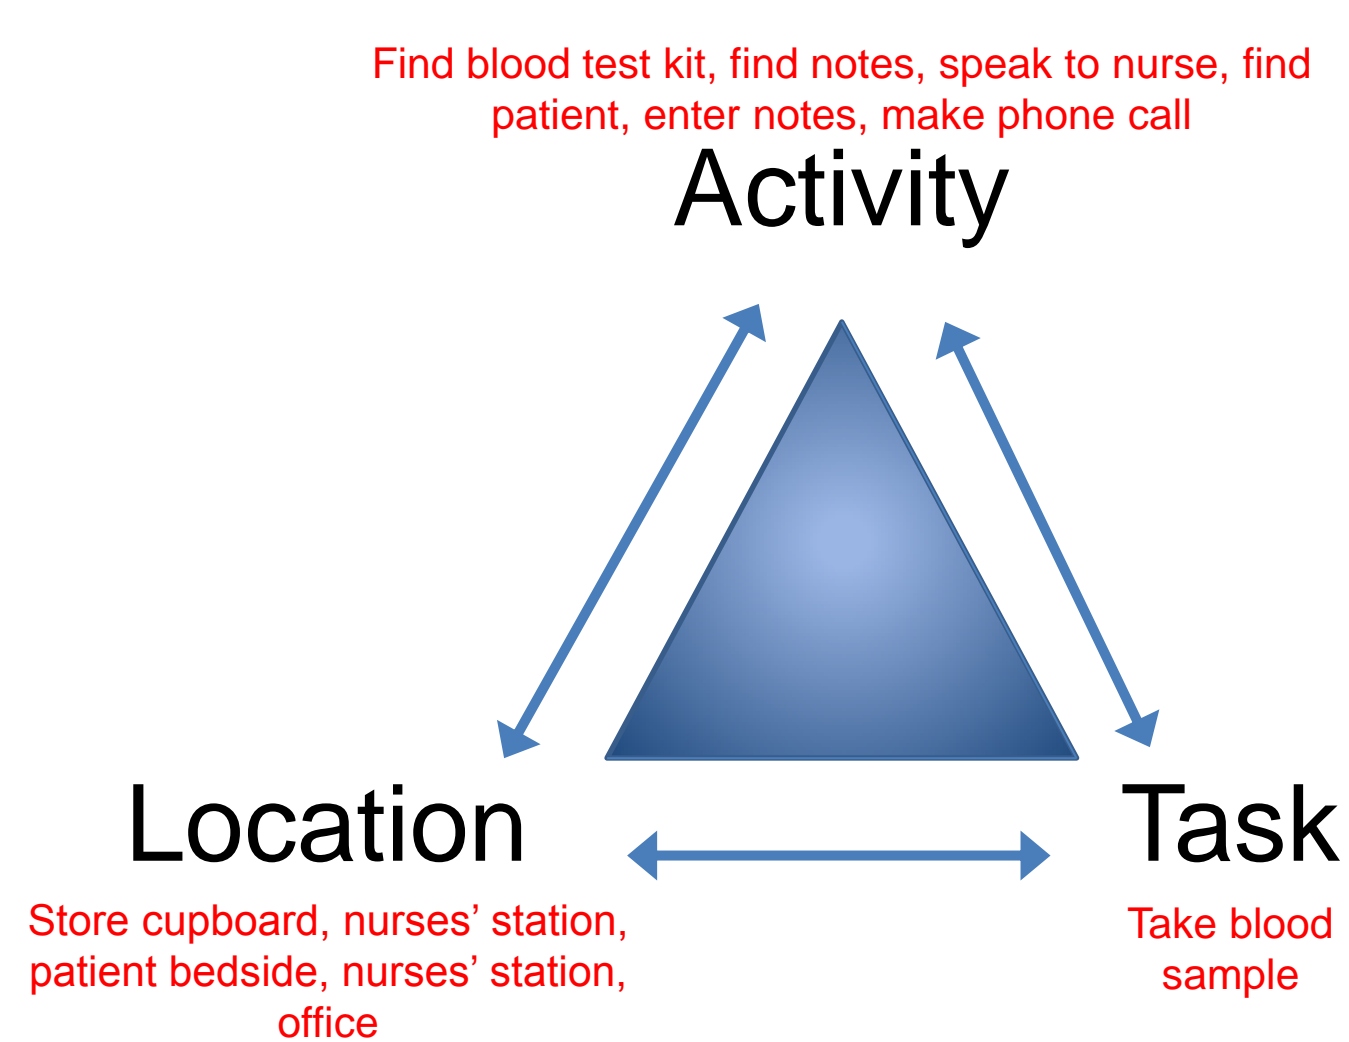 Find blood test kit, find notes, speak to nurse, find
patient, enter notes, make phone call
Activity
Location
Task
Store cupboard, nurses’ station,
patient bedside, nurses’ station,
office
Take blood
sample